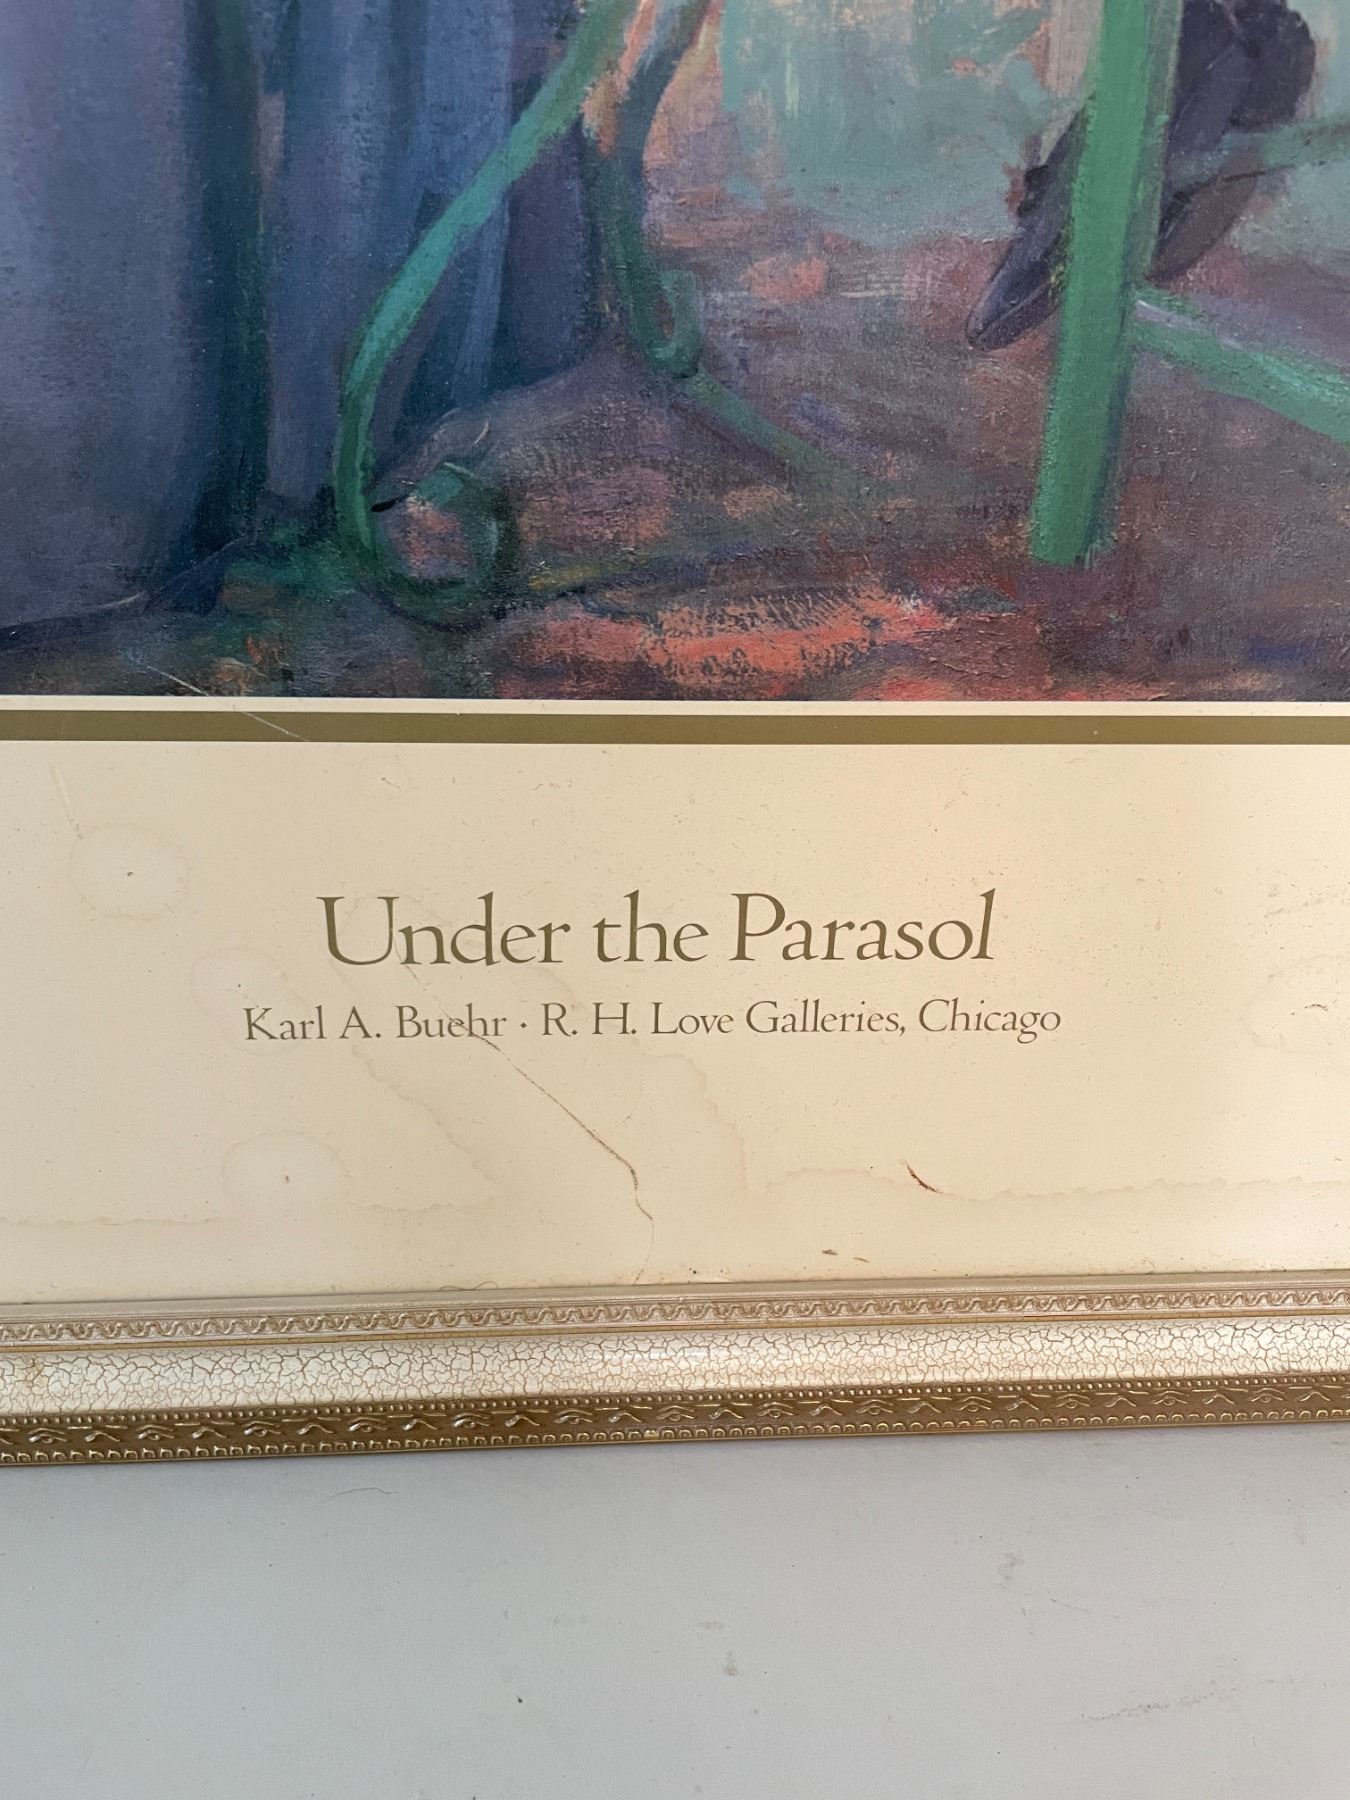 Under the Parasol
Karl A. Buehr · R. H. Love Galleries, Chicago